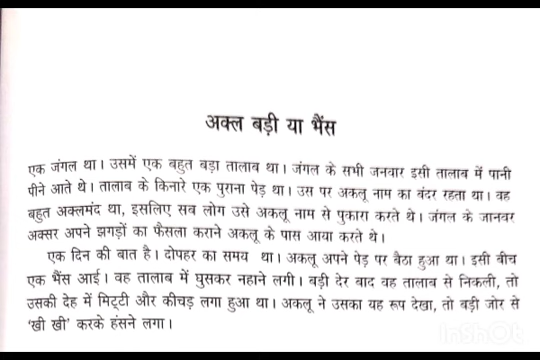 अक्ल बड़ी या भैंस
एक जंगल था। उसमें एक बहुत बड़ा तालाब था। जंगल के सभी जनवार इसी तालाब में पानी
पीने आते थे। तालाब के किनारे एक पुराना पेड़ था। उस पर अकलू नाम का बंदर रहता था। वह
बहुत अक्लमंद था, इसलिए सब लोग उसे अकलू नाम से पुकारा करते थे। जंगल के जानवर
अक्सर अपने झगड़ों का फैसला कराने अकलू के पास आया करते थे।
एक दिन की बात है। दोपहर का समय था। अकलू अपने पेड़ पर बैठा हुआ था। इसी बीच
एक भैंस आई। वह तालाब में घुसकर नहाने लगी। बड़ी देर बाद वह तालाब से निकली, तो
उसकी देह में मिट्टी और कीचड़ लगा हुआ था। अकलू ने उसका यह रूप देखा, तो बड़ी जोर से
‘खी खी’ करके हंसने लगा।
InShOt